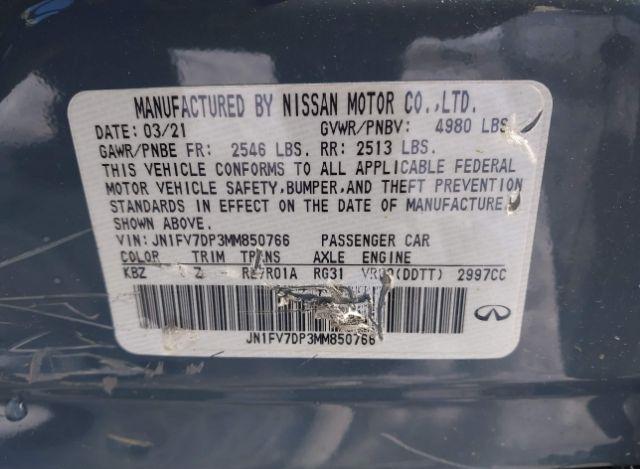 MANUFACTURED BY NISSAN MOTOR CO.,LTD.
DATE: 03/21 GVWR/PNBV: 4980 LBS
GAWR/PNBE FR: 2546 LBS. RR: 2513 LBS.
THIS VEHICLE CONFORMS TO ALL APPLICABLE FEDERAL
MOTOR VEHICLE SAFETY,BUMPER,AND THEFT PREVENTION
STANDARDS IN EFFECT ON THE DATE OF MANUFACTURE
SHOWN ABOVE.
VIN: JN1FV7DP3MM850766 PASSENGER CAR
COLOR TRIM TRANS AXLE ENGINE
KBZ Z RE7R01A RG31 (DDTT) 2997CC
JN1FV7DP3MM850766